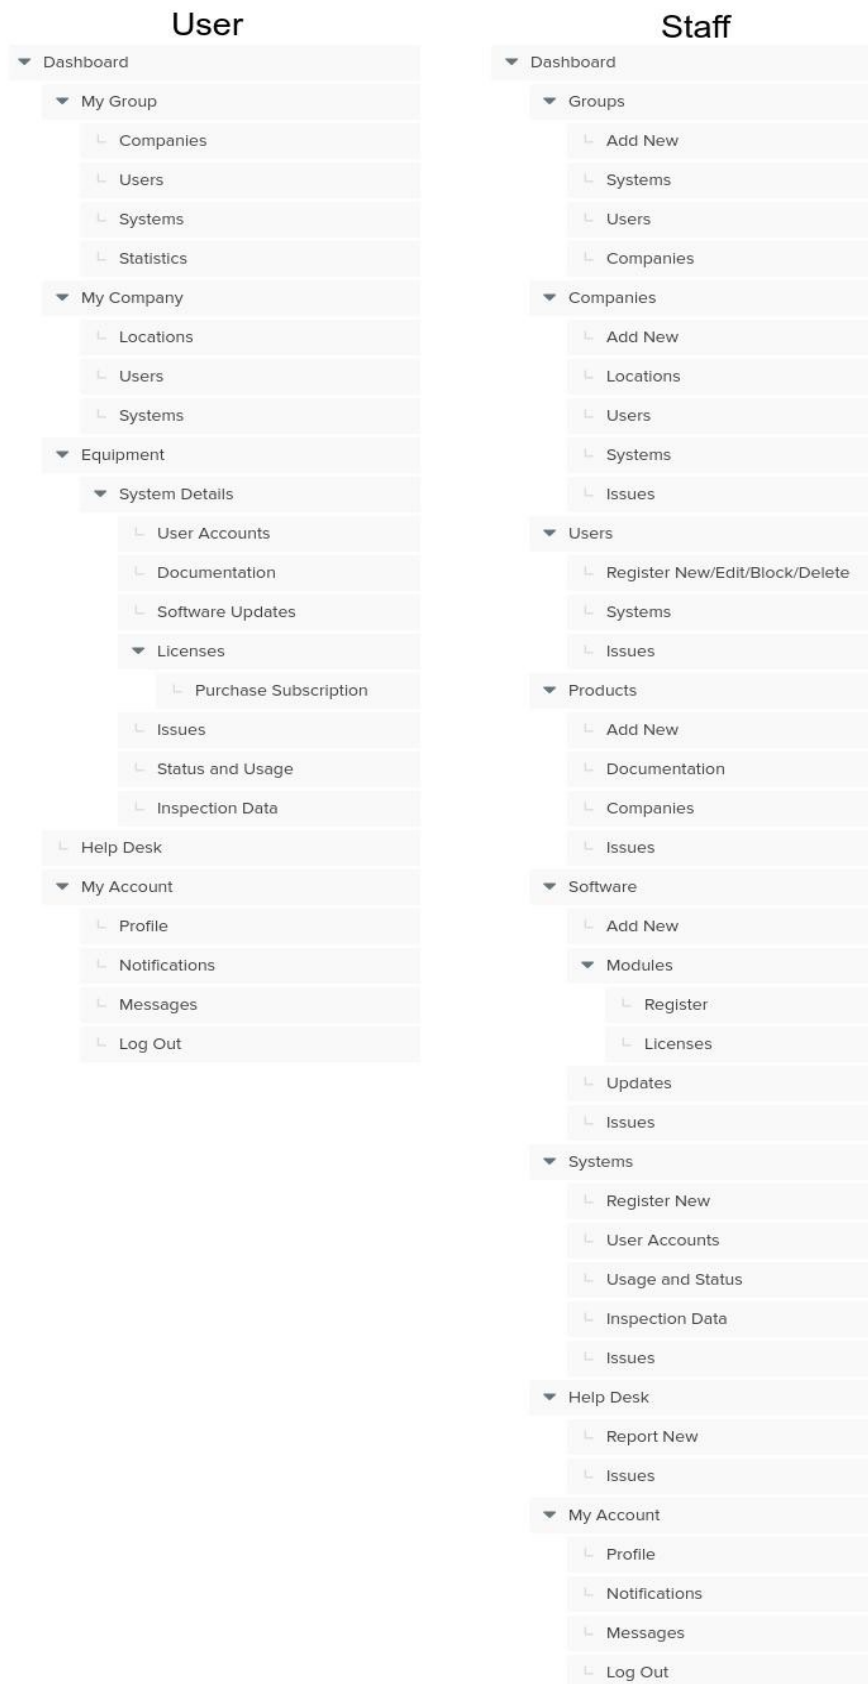 User
Dashboard
My Group
Companies
Users
Systems
Statistics
My Company
Locations
Users
Systems
Equipment
System Details
User Accounts
Documentation
Software Updates
Licenses
Purchase Subscription
Issues
Status and Usage
Inspection Data
Help Desk
My Account
Profile
Notifications
Messages
Log Out
Staff
Dashboard
Groups
Add New
Systems
Users
Companies
Companies
Add New
Locations
Users
Systems
Issues
Users
Register New/Edit/Block/Delete
Systems
Issues
Products
Add New
Documentation
Companies
Issues
Software
Add New
Modules
Register
Licenses
Updates
Issues
Systems
Register New
User Accounts
Usage and Status
Inspection Data
Issues
Help Desk
Report New
Issues
My Account
Profile
Notifications
Messages
Log Out